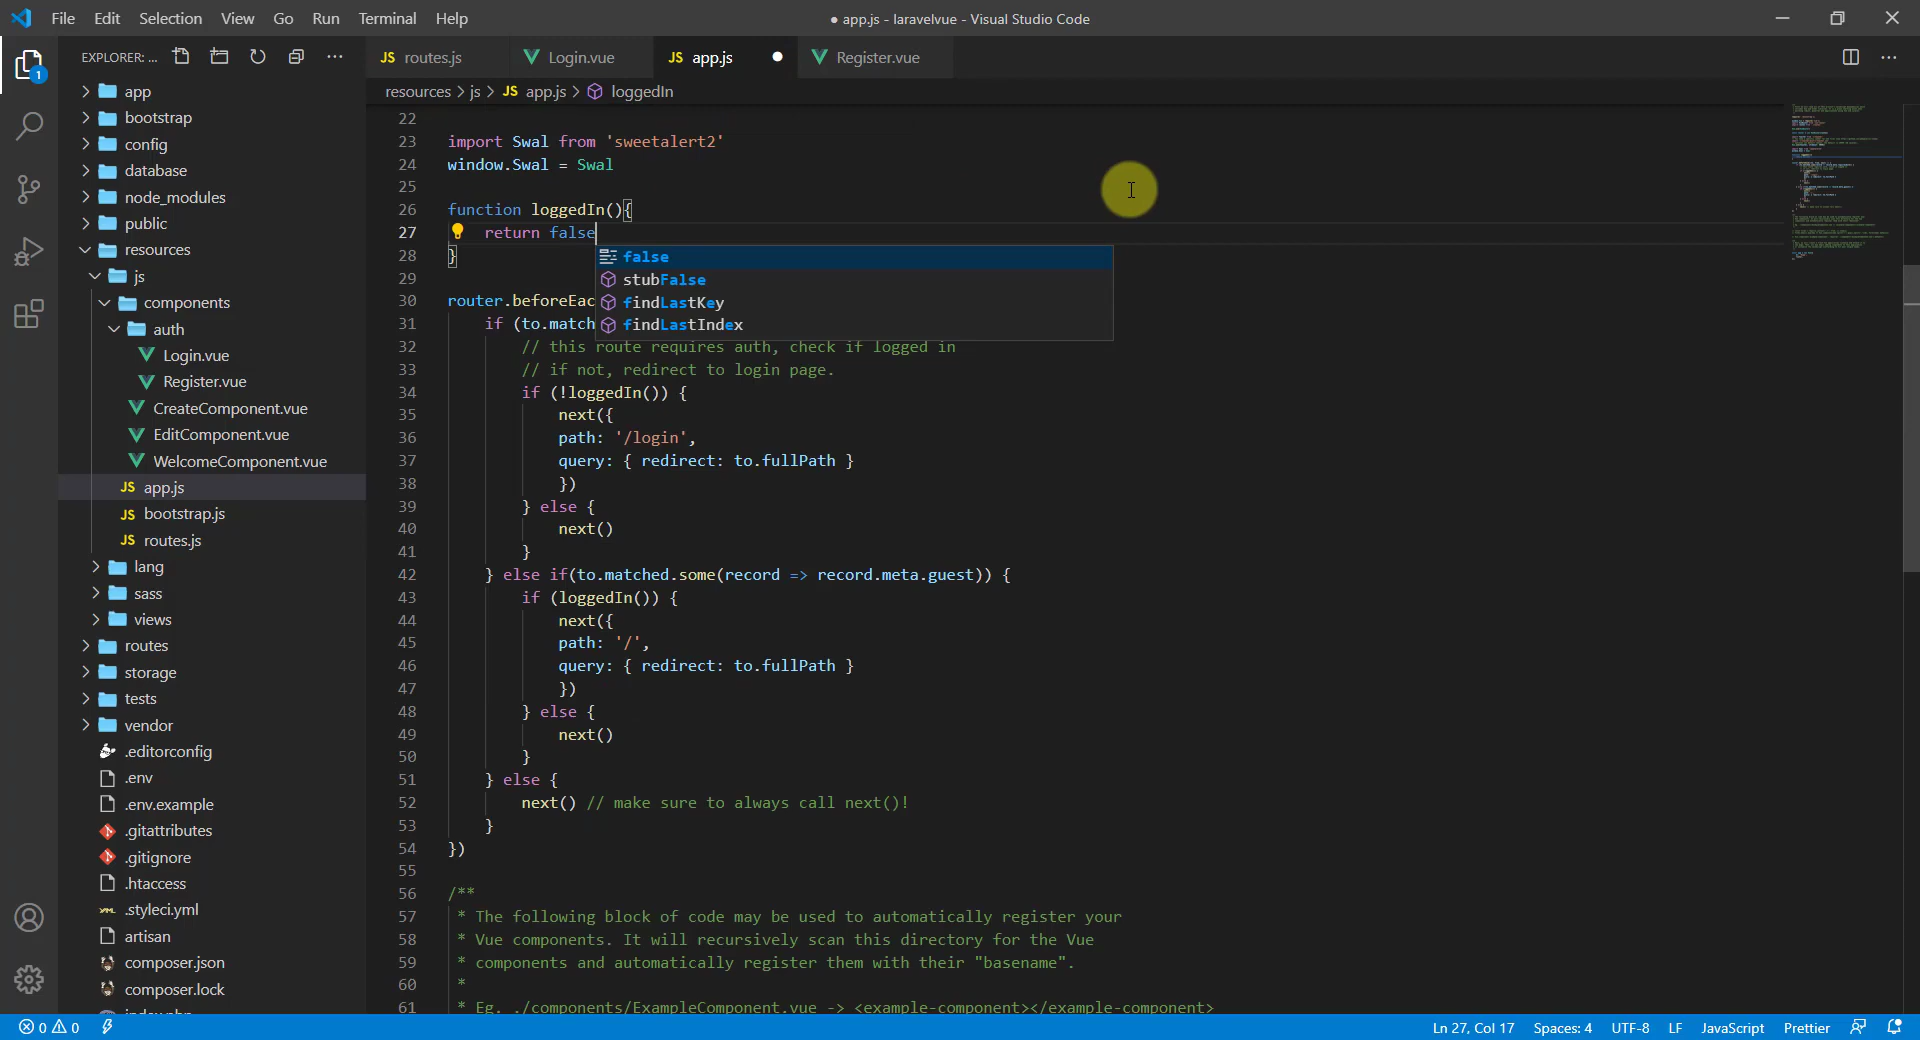 File Edit Selection View Go Run Terminal Help
● app.js - laravelvue - Visual Studio Code
EXPLORER: ...
JS routes.js
Login.vue
JS app.js
Register.vue
resources > js > JS app.js > loggedIn
1
app
bootstrap
config
database
node_modules
public
resources
js
components
auth
Login.vue
Register.vue
CreateComponent.vue
EditComponent.vue
WelcomeComponent.vue
JS app.js
JS bootstrap.js
JS routes.js
lang
sass
views
routes
storage
tests
vendor
.editorconfig
.env
.env.example
.gitattributes
.gitignore
.htaccess
.styleci.yml
artisan
composer.json
composer.lock
22
23 import Swal from 'sweetalert2'
24 window.Swal = Swal
25
26 function loggedIn(){
27 return false
28 }
false
stubFalse
findLastKey
findLastIndex
29
30 router.beforeEac
31 if (to.match
32 // this route requires auth, check if logged in
33 // if not, redirect to login page.
34 if (!loggedIn()) {
35 next({
36 path: '/login',
37 query: { redirect: to.fullPath }
38 })
39 } else {
40 next()
41 }
42 } else if(to.matched.some(record => record.meta.guest)) {
43 if (loggedIn()) {
44 next({
45 path: '/',
46 query: { redirect: to.fullPath }
47 })
48 } else {
49 next()
50 }
51 } else {
52 next() // make sure to always call next()!
53 }
54 })
55
56 /**
57 * The following block of code may be used to automatically register your
58 * Vue components. It will recursively scan this directory for the Vue
59 * components and automatically register them with their "basename".
60 *
61 * Eg. ./components/ExampleComponent.vue -> <example-component></example-component>
0 0
Ln 27, Col 17 Spaces: 4 UTF-8 LF JavaScript Prettier